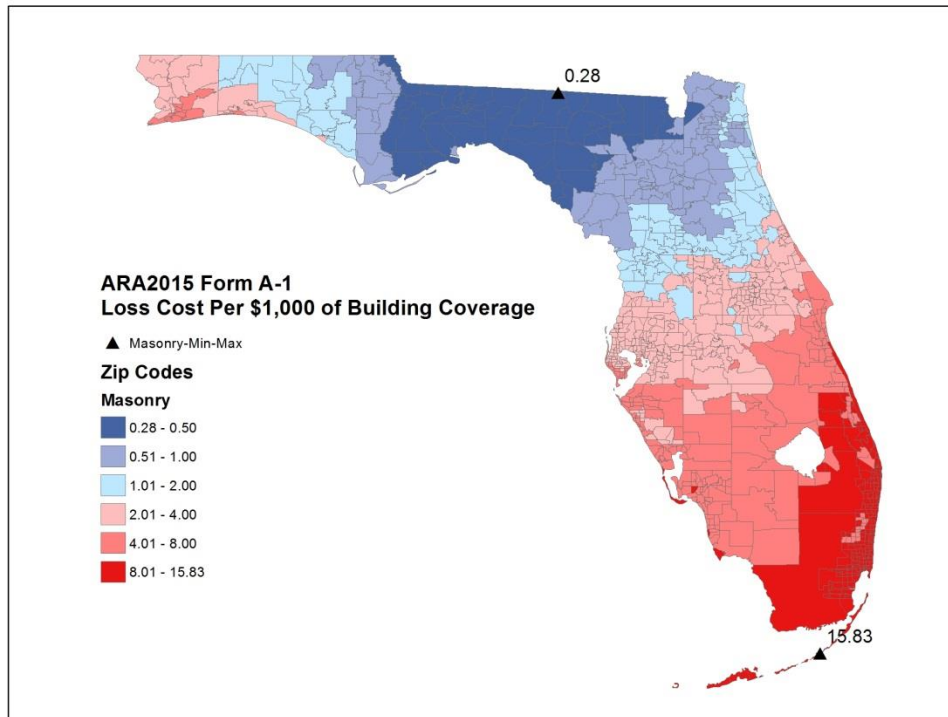 0.28
ARA2015 Form A-1
Loss Cost Per $1,000 of Building Coverage
Masonry-Min-Max
Zip Codes
Masonry
0.28 - 0.50
0.51 - 1.00
1.01 - 2.00
2.01 - 4.00
4.01 - 8.00
8.01 - 15.83
15.83